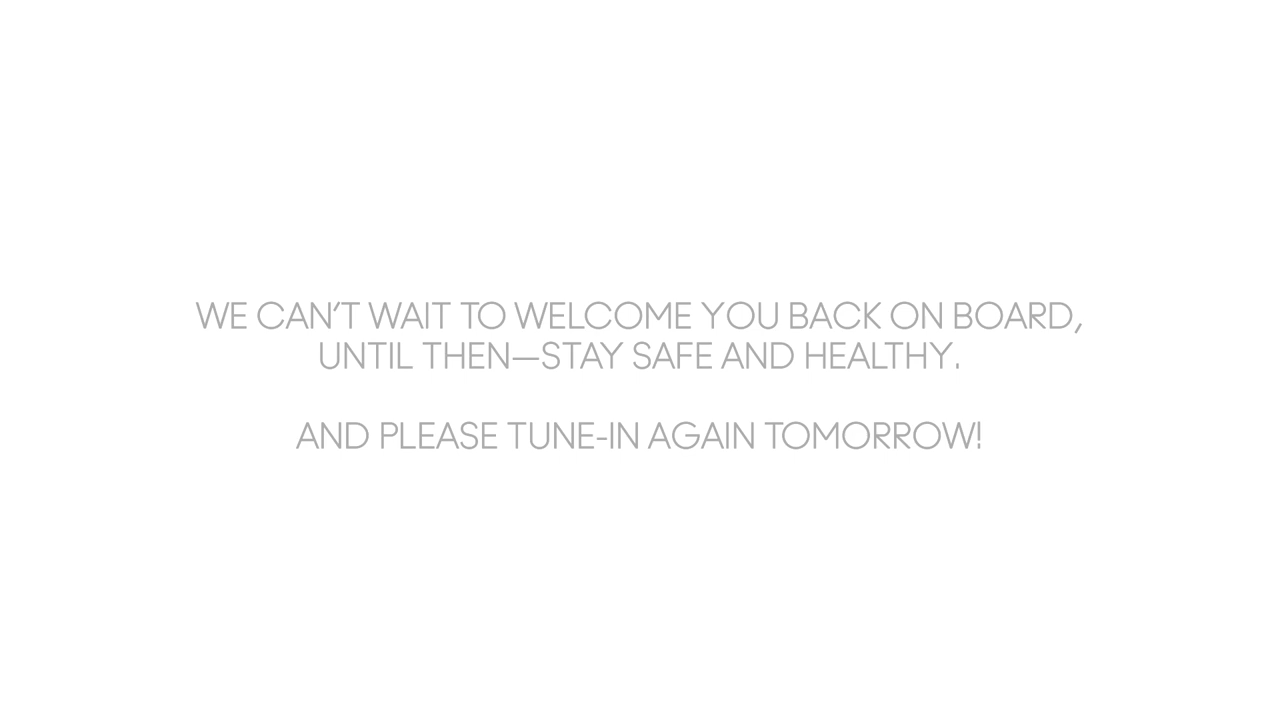 WE CAN'T WAIT TO WELCOME YOU BACK ON BOARD,
UNTIL THEN—STAY SAFE AND HEALTHY.
AND PLEASE TUNE-IN AGAIN TOMORROW!